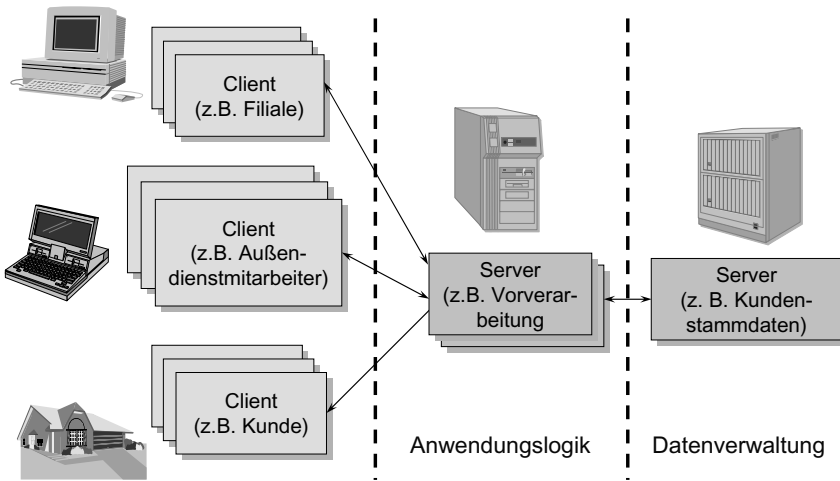 Client
(z.B. Filiale)
Client
(z.B. Außen-
dienstmitarbeiter)
Client
(z.B. Kunde)
Server
(z.B. Vorverar-
beitung
Server
(z. B. Kunden-
stammdaten)
Anwendungslogik
Datenverwaltung